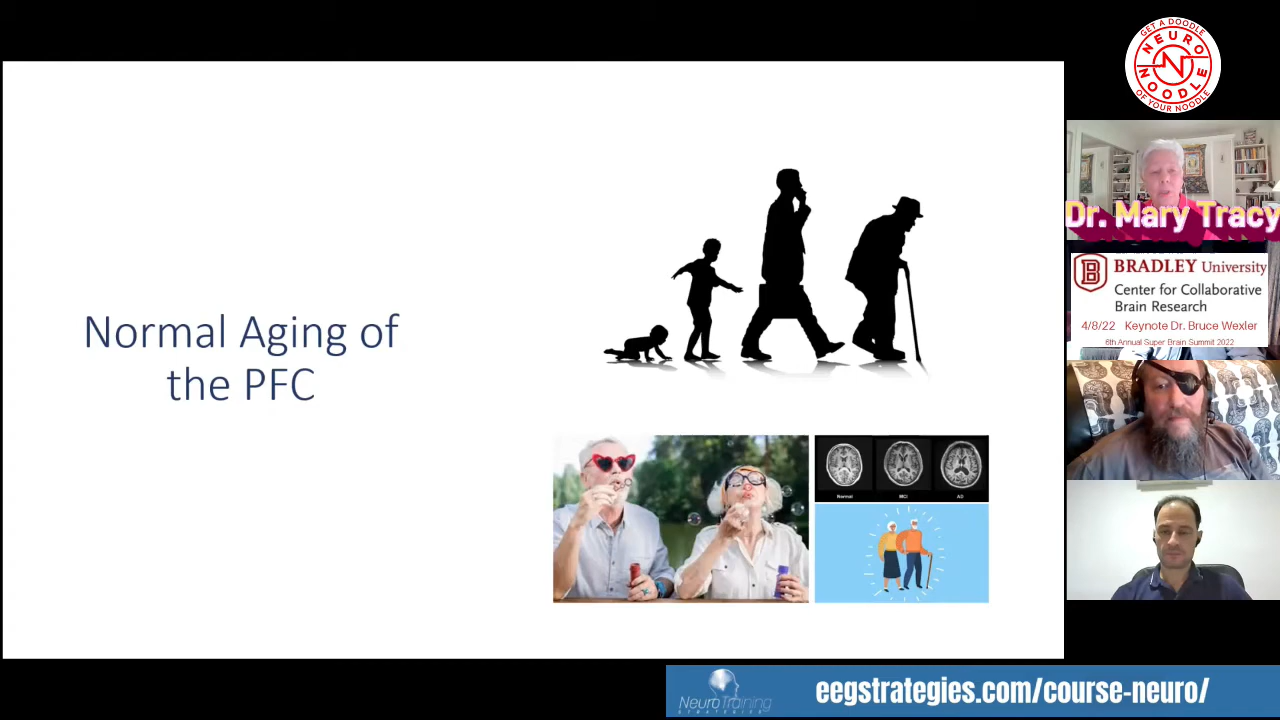 GET A DOODLE
NEURO
N
NOODLE
OF YOUR NOODLE
Dr. Mary Tracy
BRADLEY University
Center for Collaborative
Brain Research
4/8/22 Keynote Dr. Bruce Wexler
6th Annual Super Brain Summit 2022
Normal Aging of
the PFC
Normal
MCI
AD
NeuroTraining
STRATEGIES
eegstrategies.com/course-neuro/